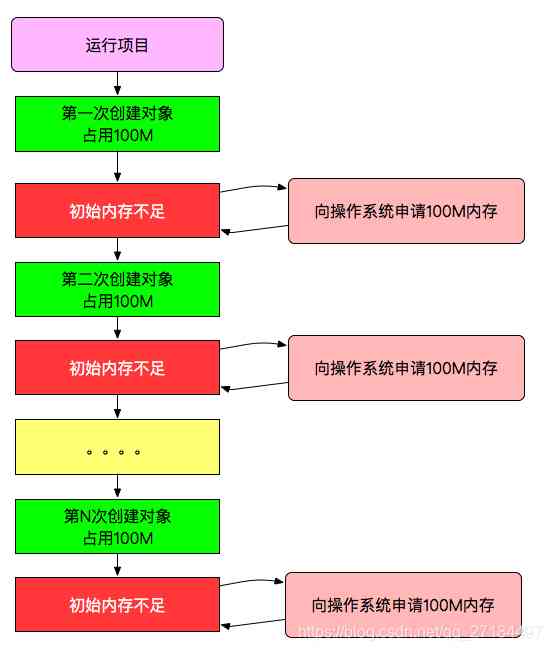 运行项目
第一次创建对象
占用100M
初始内存不足
向操作系统申请100M内存
第二次创建对象
占用100M
初始内存不足
向操作系统申请100M内存
。。。。
第N次创建对象
占用100M
初始内存不足
向操作系统申请100M内存
https://blog.csdn.net/qq_27184497